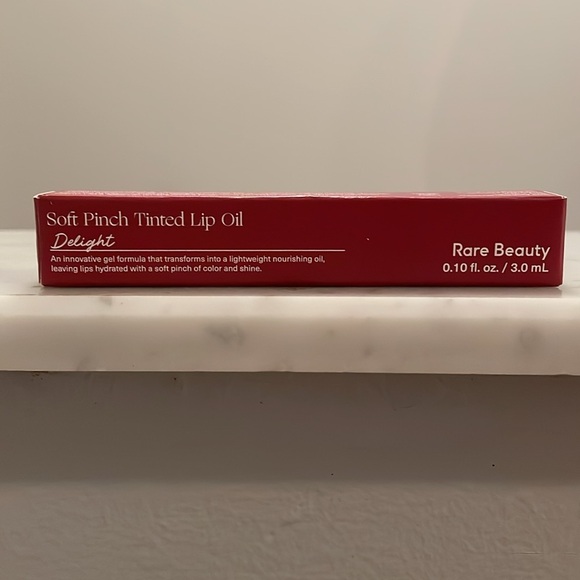 Soft Pinch Tinted Lip Oil
Delight
An innovative gel formula that transforms into a lightweight nourishing oil,
leaving lips hydrated with a soft pinch of color and shine.
Rare Beauty
0.10 fl. oz. / 3.0 mL